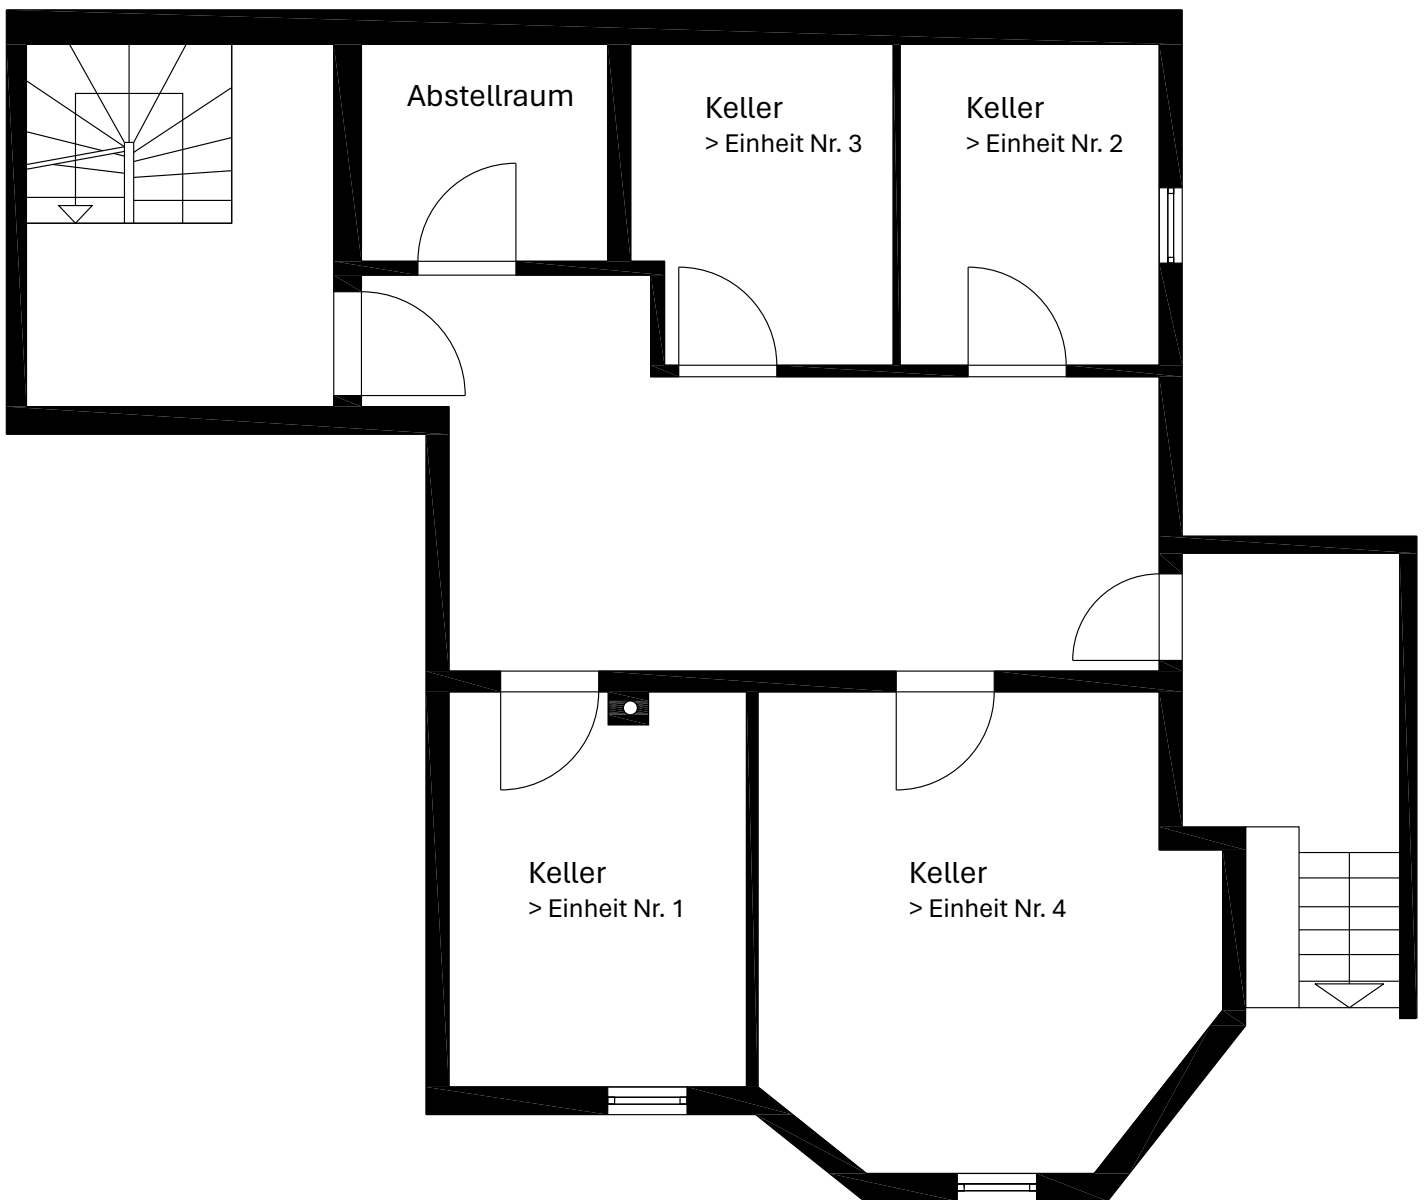 Abstellraum
Keller
> Einheit Nr. 3
Keller
> Einheit Nr. 2
Keller
> Einheit Nr. 1
Keller
> Einheit Nr. 4